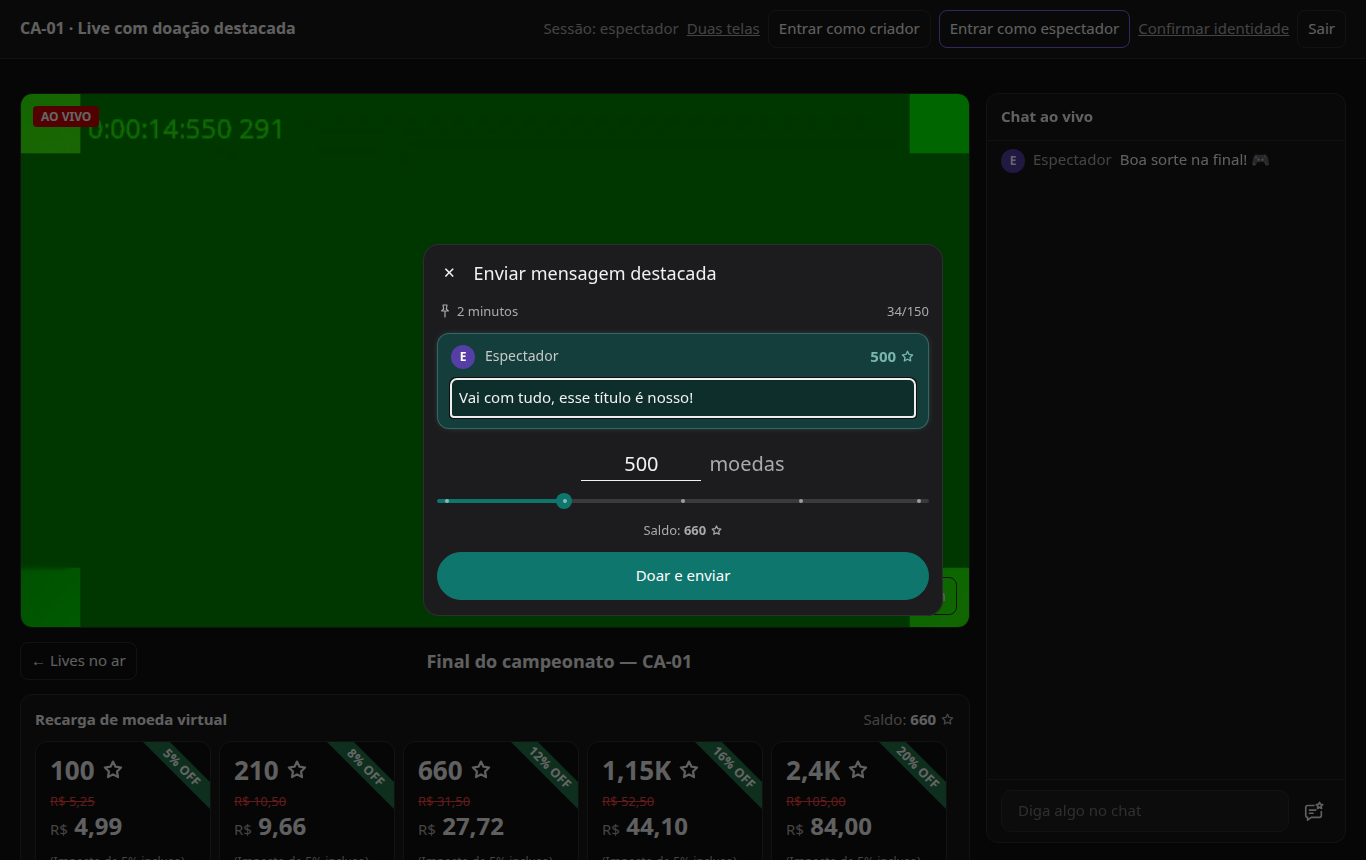 CA-01 · Live com doação destacada
Sessão: espectador Duas telas Entrar como criador Entrar como espectador Confirmar identidade Sair
AO VIVO
0:00:14:550 291
Chat ao vivo
E Espectador Boa sorte na final! 🎮
✕ Enviar mensagem destacada
2 minutos 34/150
E Espectador 500
Vai com tudo, esse título é nosso!
500 moedas
Saldo: 660
Doar e enviar
← Lives no ar
Final do campeonato — CA-01
Recarga de moeda virtual Saldo: 660
100 5% OFF
R$ 5,25
R$ 4,99
210 8% OFF
R$ 10,50
R$ 9,66
660 12% OFF
R$ 31,50
R$ 27,72
1,15K 16% OFF
R$ 52,50
R$ 44,10
2,4K 20% OFF
R$ 105,00
R$ 84,00
Diga algo no chat